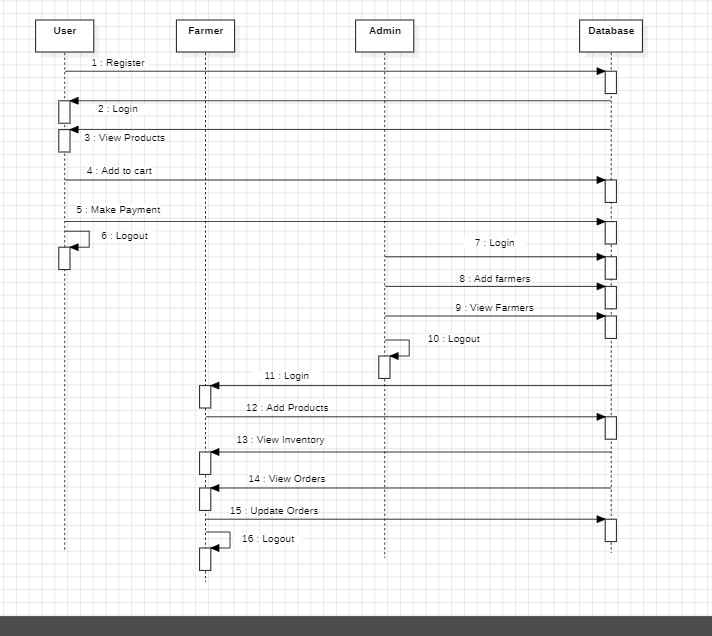 User
Farmer
Admin
Database
1 : Register
2 : Login
3 : View Products
4 : Add to cart
5 : Make Payment
6 : Logout
7 : Login
8 : Add farmers
9 : View Farmers
10 : Logout
11 : Login
12 : Add Products
13 : View Inventory
14 : View Orders
15 : Update Orders
16 : Logout